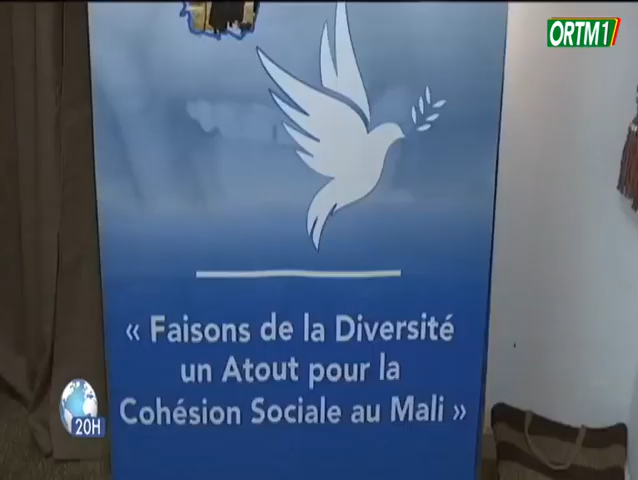 ORTM1
« Faisons de la Diversité
un Atout pour la
Cohésion Sociale au Mali »
20H